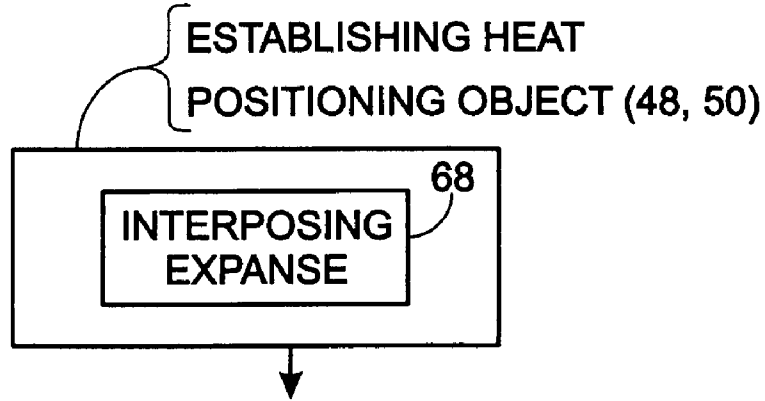 ESTABLISHING HEAT
POSITIONING OBJECT (48, 50)
68
INTERPOSING
EXPANSE